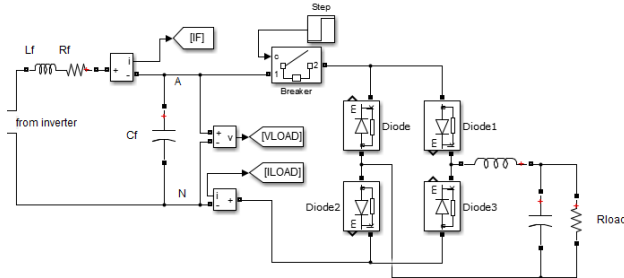 Step
[IF]
Lf
Rf
i
+
-
c
1
2
Breaker
A
from inverter
Cf
+
-
v
[VLOAD]
[ILOAD]
N
i
-
+
E
Diode
E
Diode1
Diode2
E
E
Diode3
Rload